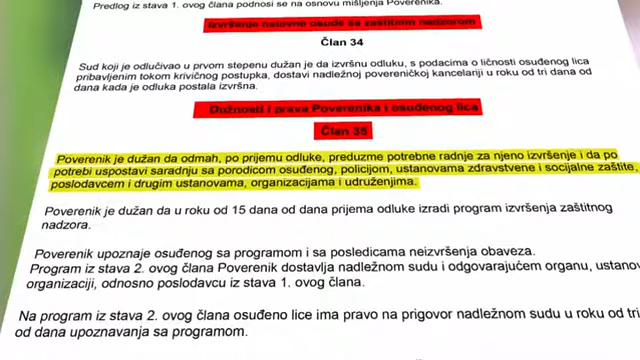 Predlog iz stava 1. ovog člana podnosi se na osnovu mišljenja Poverenika.
Izvršenje uslovne osude sa zaštitnim nadzorom
Član 34
Sud koji je odlučivao u prvom stepenu dužan je da izvršnu odluku, s podacima o ličnosti osuđenog lica
pribavljenim tokom krivičnog postupka, dostavi nadležnoj povereničkoj kancelariji u roku od tri dana od
dana kada je odluka postala izvršna.
Dužnosti i prava Poverenika i osuđenog lica
Član 35
Poverenik je dužan da odmah, po prijemu odluke, preduzme potrebne radnje za njeno izvršenje i da po
potrebi uspostavi saradnju sa porodicom osuđenog, policijom, ustanovama zdravstvene i socijalne zaštite,
poslodavcem i drugim ustanovama, organizacijama i udruženjima.
Poverenik je dužan da u roku od 15 dana od dana prijema odluke izradi program izvršenja zaštitnog
nadzora.
Poverenik upoznaje osuđenog sa programom i sa posledicama neizvršenja obaveza.
Program iz stava 2. ovog člana Poverenik dostavlja nadležnom sudu i odgovarajućem organu, ustanov
organizaciji, odnosno poslodavcu iz stava 1. ovog člana.
Na program iz stava 2. ovog člana osuđeno lice ima pravo na prigovor nadležnom sudu u roku od tri
od dana upoznavanja sa programom.